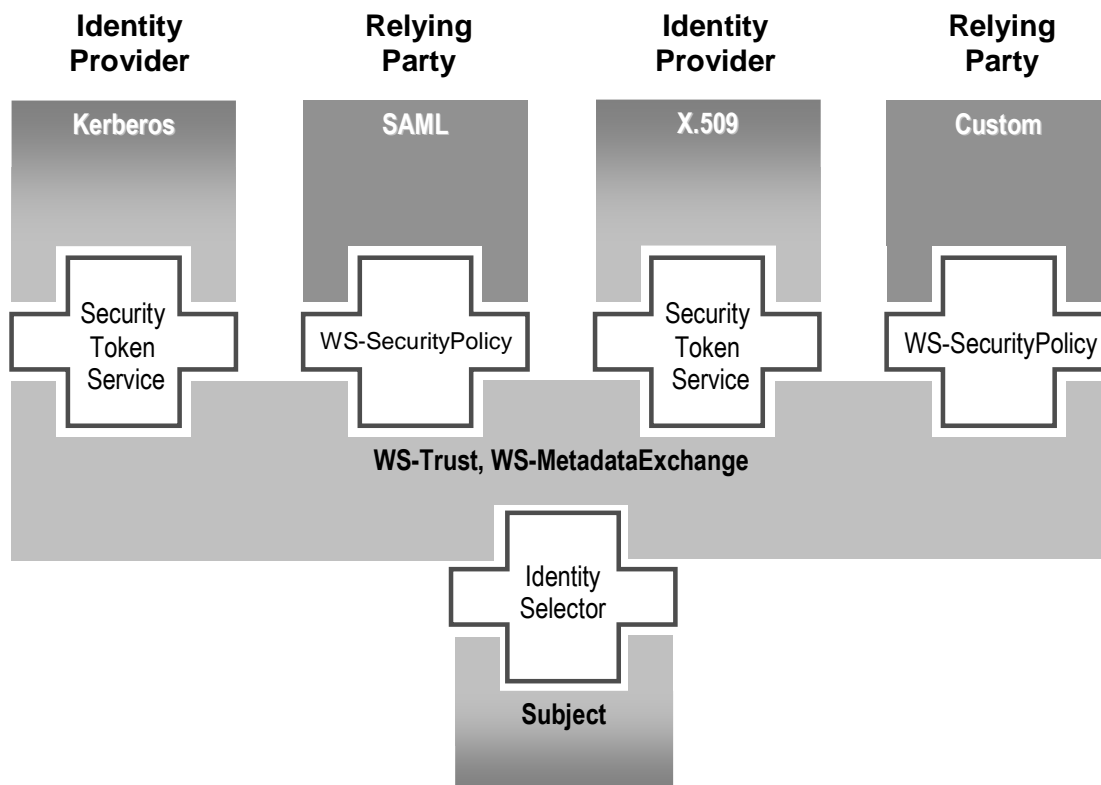 Identity
Provider
Relying
Party
Identity
Provider
Relying
Party
Kerberos
SAML
X.509
Custom
Security
Token
Service
WS-SecurityPolicy
Security
Token
Service
WS-SecurityPolicy
WS-Trust, WS-MetadataExchange
Identity
Selector
Subject